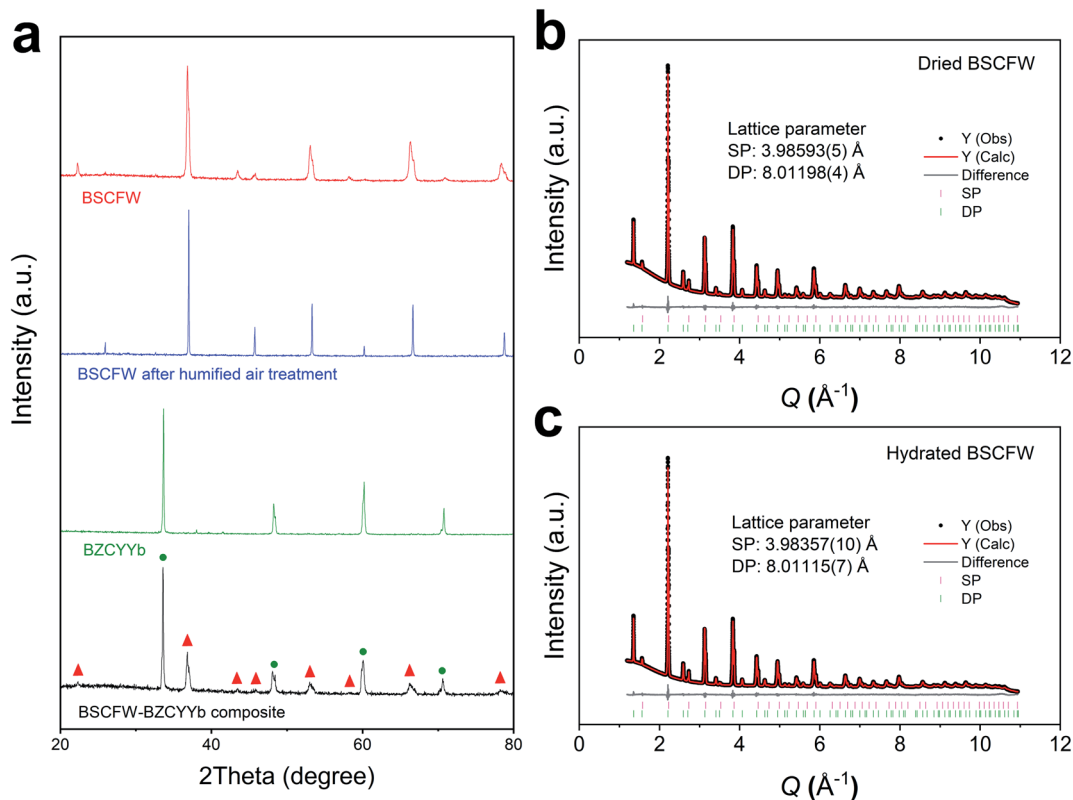 a
Intensity (a.u.)
BSCFW
BSCFW after humified air treatment
BZCYYb
BSCFW-BZCYYb composite
20 40 60 80
2Theta (degree)
b
Dried BSCFW
Intensity (a.u.)
Lattice parameter
SP: 3.98593(5) Å
DP: 8.01198(4) Å
Y (Obs)
Y (Calc)
Difference
SP
DP
0 2 4 6 8 10 12
Q (Å-1)
c
Hydrated BSCFW
Intensity (a.u.)
Lattice parameter
SP: 3.98357(10) Å
DP: 8.01115(7) Å
Y (Obs)
Y (Calc)
Difference
SP
DP
0 2 4 6 8 10 12
Q (Å-1)